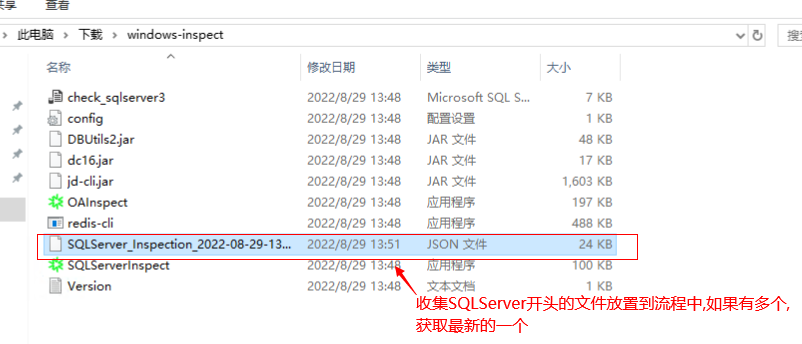 共享 查看
此电脑 › 下载 › windows-inspect
名称 修改日期 类型 大小
check_sqlserver3 2022/8/29 13:48 Microsoft SQL S... 7 KB
config 2022/8/29 13:48 配置设置 1 KB
DBUtils2.jar 2022/8/29 13:48 JAR 文件 48 KB
dc16.jar 2022/8/29 13:48 JAR 文件 17 KB
jd-cli.jar 2022/8/29 13:48 JAR 文件 1,603 KB
OAInspect 2022/8/29 13:48 应用程序 197 KB
redis-cli 2022/8/29 13:48 应用程序 488 KB
SQLServer_Inspection_2022-08-29-13... 2022/8/29 13:51 JSON 文件 24 KB
SQLServerInspect 2022/8/29 13:48 应用程序 100 KB
Version 2022/8/29 13:48 文本文档 1 KB
收集SQLServer开头的文件放置到流程中,如果有多个,
获取最新的一个